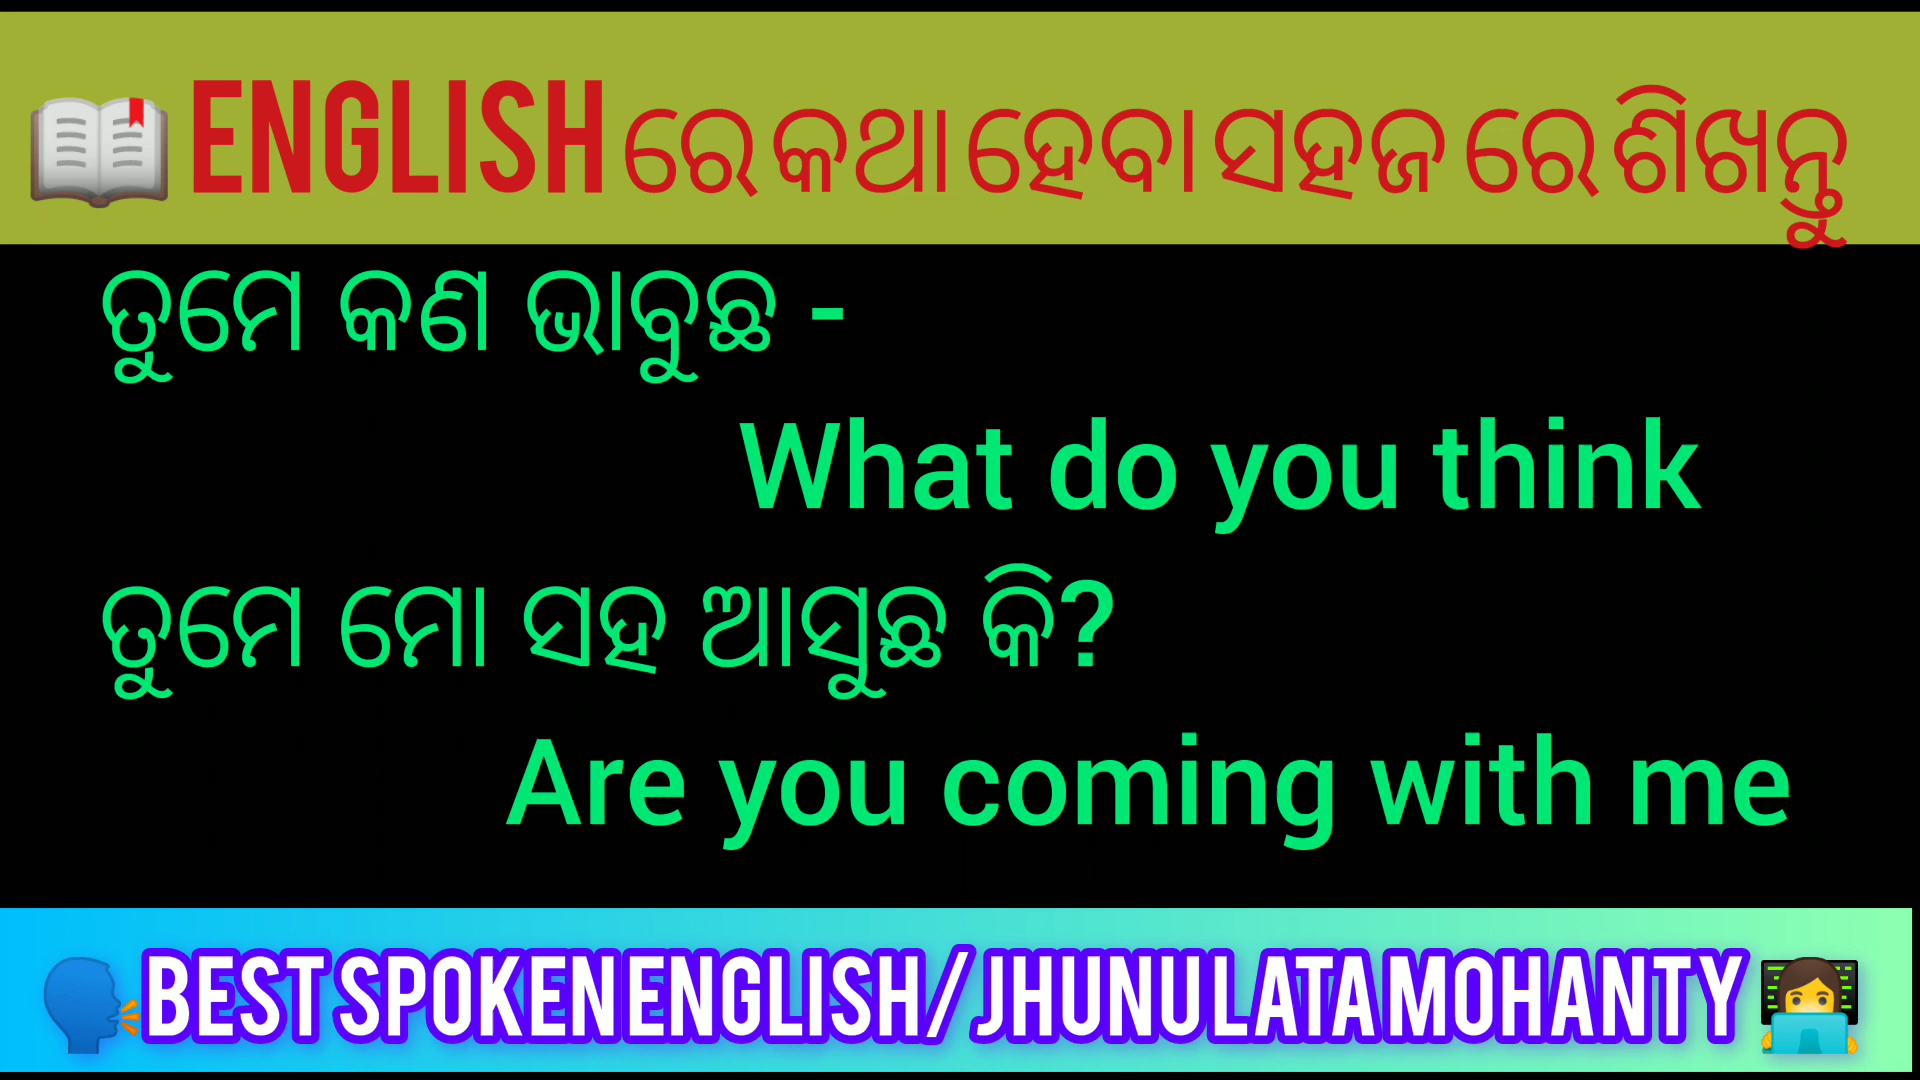 ENGLISH ରେ କଥା ହେବା ସହଜ ରେ ଶିଖନ୍ତୁ
ତୁମେ କଣ ଭାବୁଛ -
What do you think
ତୁମେ ମୋ ସହ ଆସୁଛ କି?
Are you coming with me
BEST SPOKEN ENGLISH/JHUNULATA MOHANTY